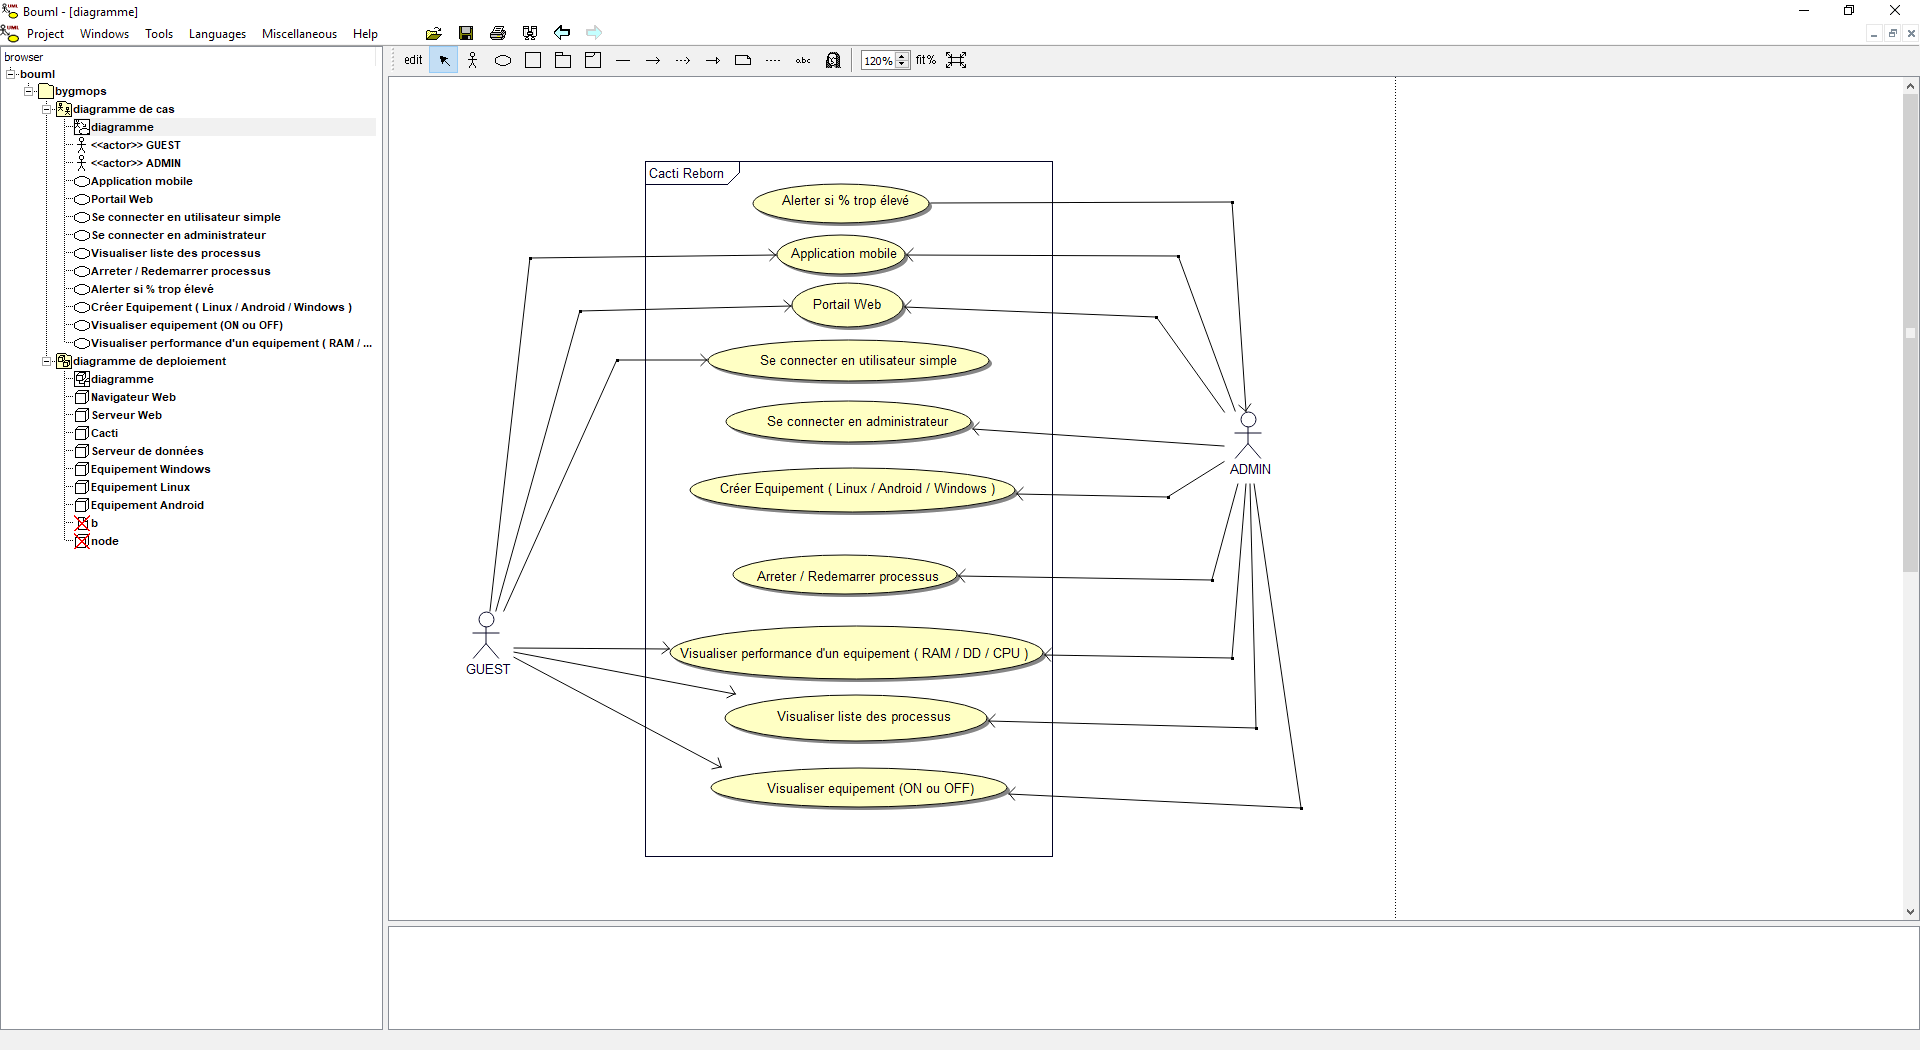 Bouml - [diagramme]
Project Windows Tools Languages Miscellaneous Help
browser
bouml
bygmops
diagramme de cas
diagramme
<<actor>> GUEST
<<actor>> ADMIN
Application mobile
Portail Web
Se connecter en utilisateur simple
Se connecter en administrateur
Visualiser liste des processus
Arreter / Redemarrer processus
Alerter si % trop élevé
Créer Equipement ( Linux / Android / Windows )
Visualiser equipement (ON ou OFF)
Visualiser performance d'un equipement ( RAM / ...
diagramme de deploiement
diagramme
Navigateur Web
Serveur Web
Cacti
Serveur de données
Equipement Windows
Equipement Linux
Equipement Android
b
node
edit abc 120% fit%
Cacti Reborn
Alerter si % trop élevé
Application mobile
Portail Web
Se connecter en utilisateur simple
Se connecter en administrateur
ADMIN
Créer Equipement ( Linux / Android / Windows )
Arreter / Redemarrer processus
Visualiser performance d'un equipement ( RAM / DD / CPU )
GUEST
Visualiser liste des processus
Visualiser equipement (ON ou OFF)